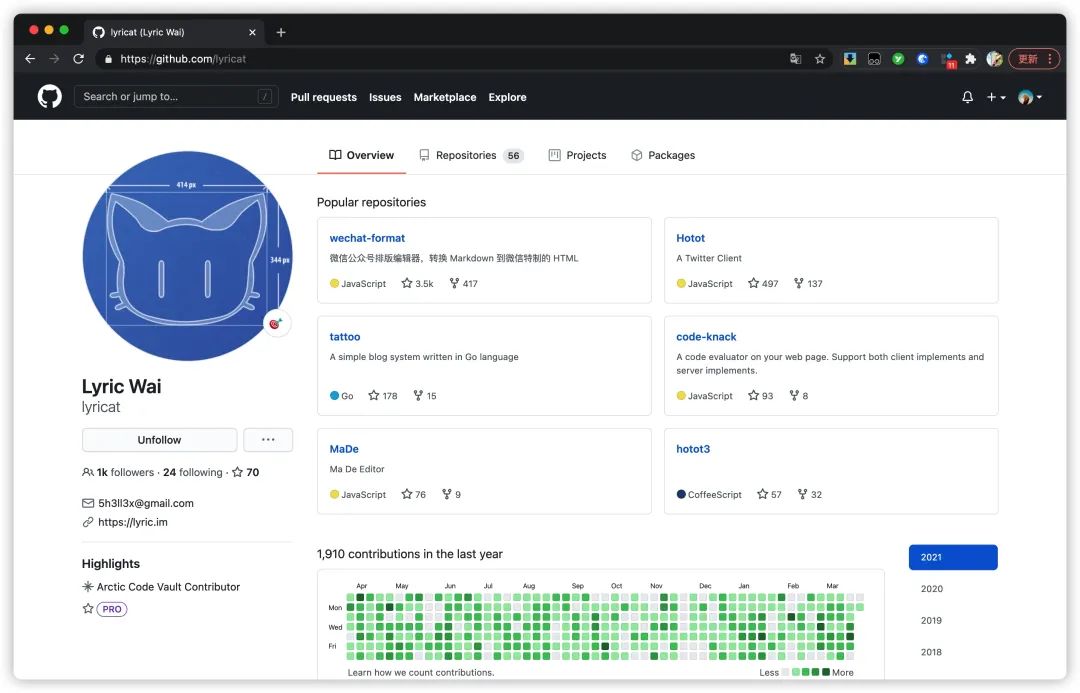 lyricat (Lyric Wai)
https://github.com/lyricat
11
更新
Search or jump to...
/
Pull requests
Issues
Marketplace
Explore
Overview
Repositories 56
Projects
Packages
414 px
344 px
Lyric Wai
lyricat
Unfollow
1k followers · 24 following · 70
5h3ll3x@gmail.com
https://lyric.im
Highlights
Arctic Code Vault Contributor
PRO
Popular repositories
wechat-format
微信公众号排版编辑器，转换 Markdown 到微信特制的 HTML
JavaScript 3.5k 417
Hotot
A Twitter Client
JavaScript 497 137
tattoo
A simple blog system written in Go language
Go 178 15
code-knack
A code evaluator on your web page. Support both client implements and
server implements.
JavaScript 93 8
MaDe
Ma De Editor
JavaScript 76 9
hotot3
CoffeeScript 57 32
1,910 contributions in the last year
Apr May Jun Jul Aug Sep Oct Nov Dec Jan Feb Mar
Mon
Wed
Fri
Learn how we count contributions.
Less More
2021
2020
2019
2018